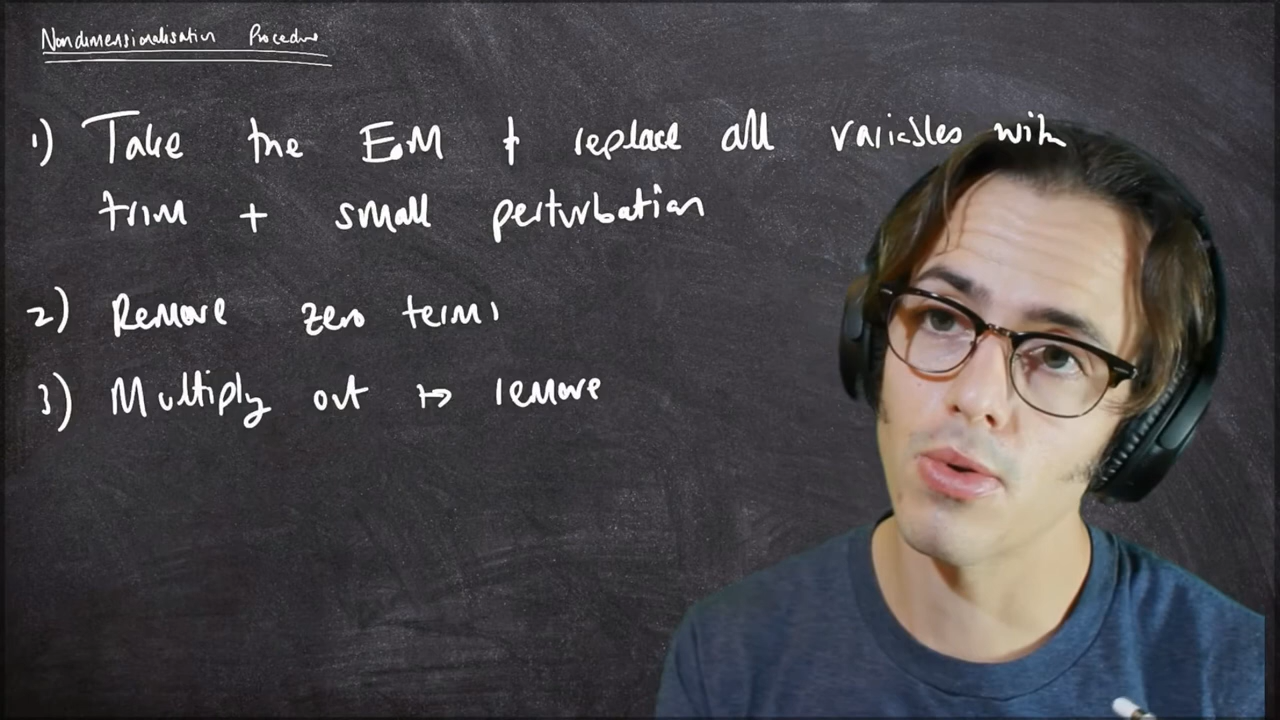 Nondimensionalisation Procedure
1) Take the EoM + replace all variables with
trim + small perturbation
2) Remove zero terms
3) Multiply out → remove